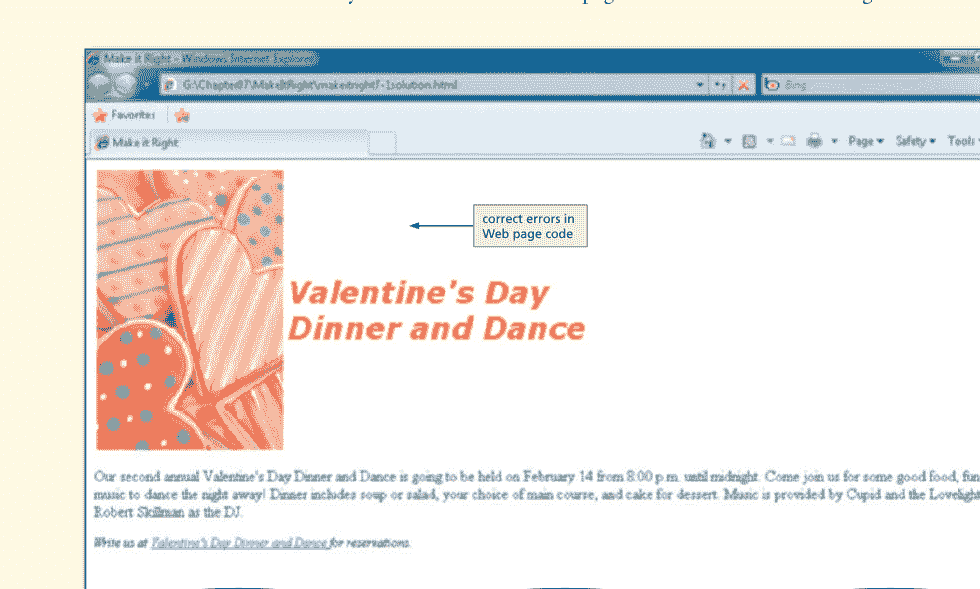 Make it Right - Windows Internet Explorer
G:\Chapter07\MakeItRight\makeitright7-1solution.html
Bing
Favorites
Make it Right
Page
Safety
Tools
correct errors in
Web page code
Valentine's Day
Dinner and Dance
Our second annual Valentine's Day Dinner and Dance is going to be held on February 14 from 8:00 p.m. until midnight. Come join us for some good food, fun
music to dance the night away! Dinner includes soup or salad, your choice of main course, and cake for dessert. Music is provided by Cupid and the Lovelight
Robert Skillman as the DJ.
Write us at Valentine's Day Dinner and Dance for reservations.